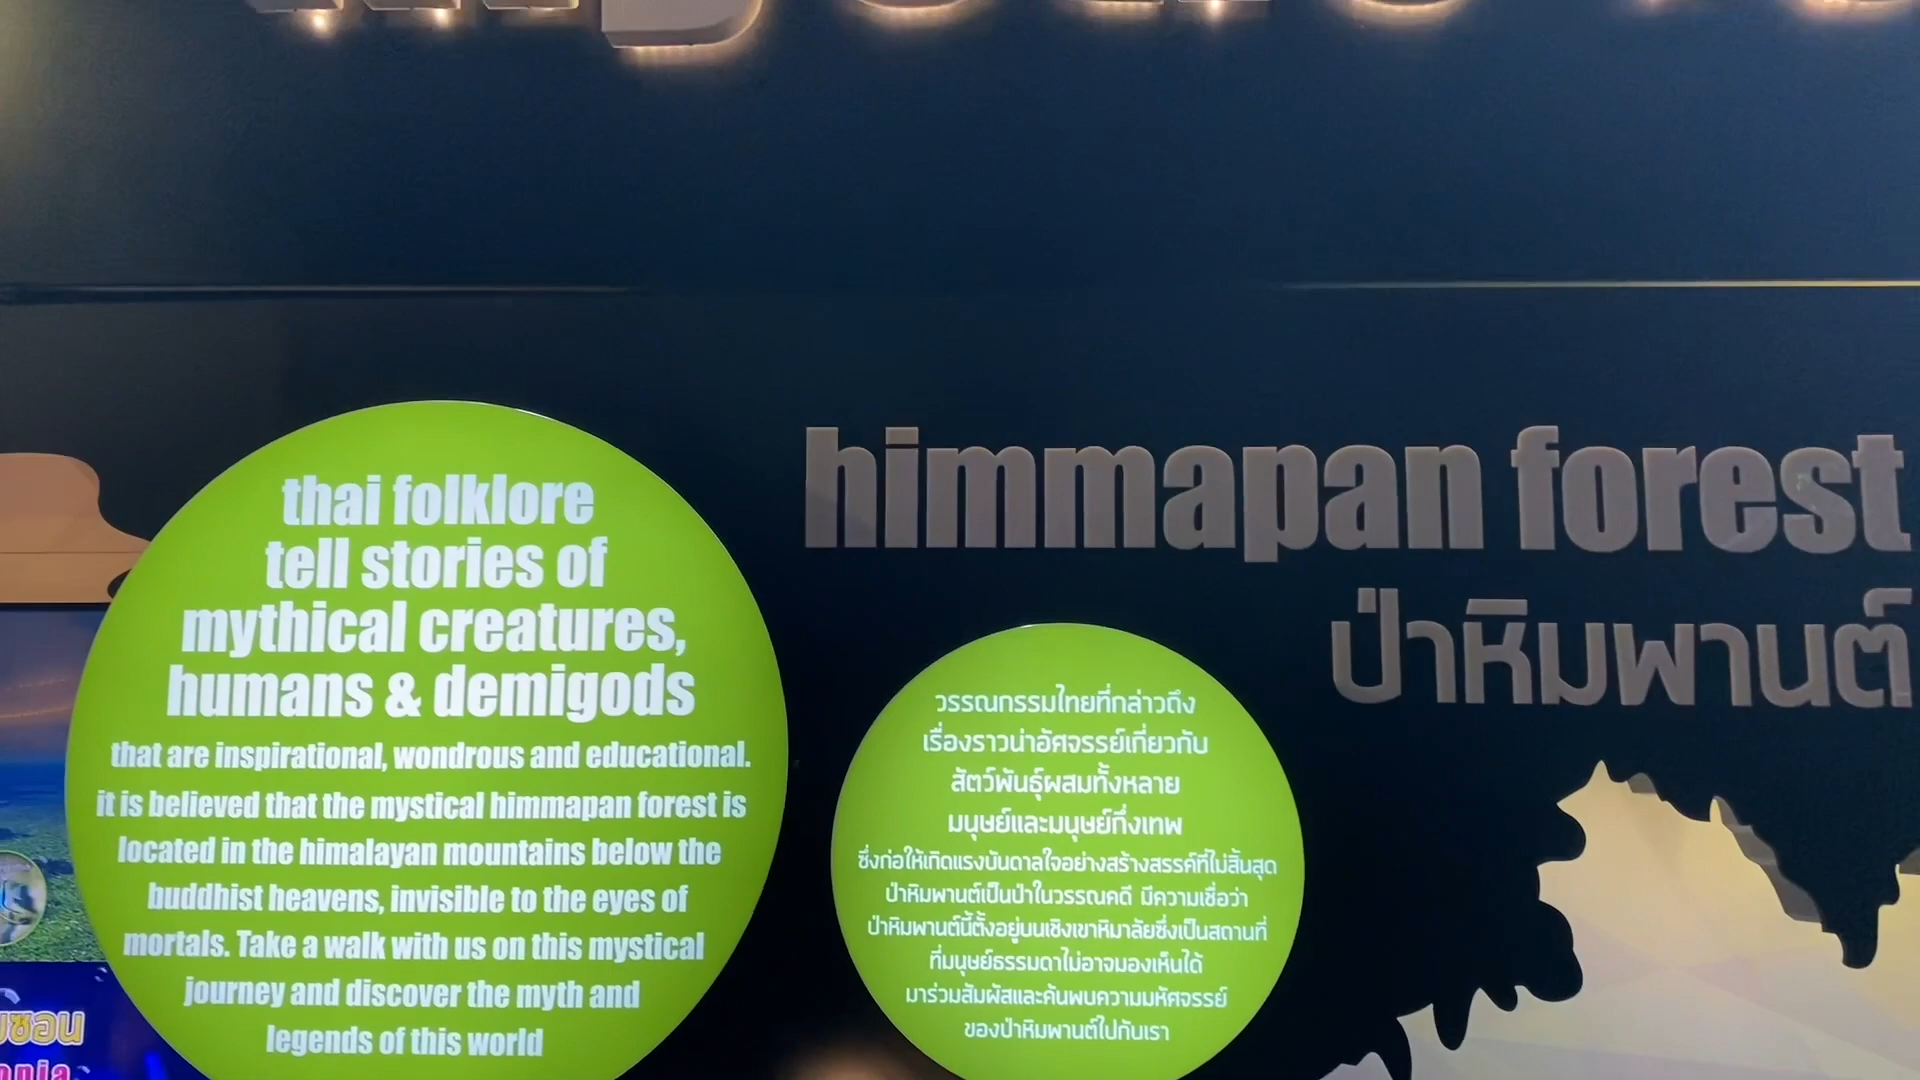 himmapan forest
ป่าหิมพานต์
thai folklore
tell stories of
mythical creatures,
humans & demigods
that are inspirational, wondrous and educational.
it is believed that the mystical himmapan forest is
located in the himalayan mountains below the
buddhist heavens, invisible to the eyes of
mortals. Take a walk with us on this mystical
journey and discover the myth and
legends of this world
วรรณกรรมไทยที่กล่าวถึง
เรื่องราวน่าอัศจรรย์เกี่ยวกับ
สัตว์พันธุ์ผสมทั้งหลาย
มนุษย์และมนุษย์กึ่งเทพ
ซึ่งก่อให้เกิดแรงบันดาลใจอย่างสร้างสรรค์ที่ไม่สิ้นสุด
ป่าหิมพานต์เป็นป่าในวรรณคดี มีความเชื่อว่า
ป่าหิมพานต์นี้ตั้งอยู่บนเชิงเขาหิมาลัยซึ่งเป็นสถานที่
ที่มนุษย์ธรรมดาไม่อาจมองเห็นได้
มาร่วมสัมผัสและค้นพบความมหัศจรรย์
ของป่าหิมพานต์ไปกับเรา